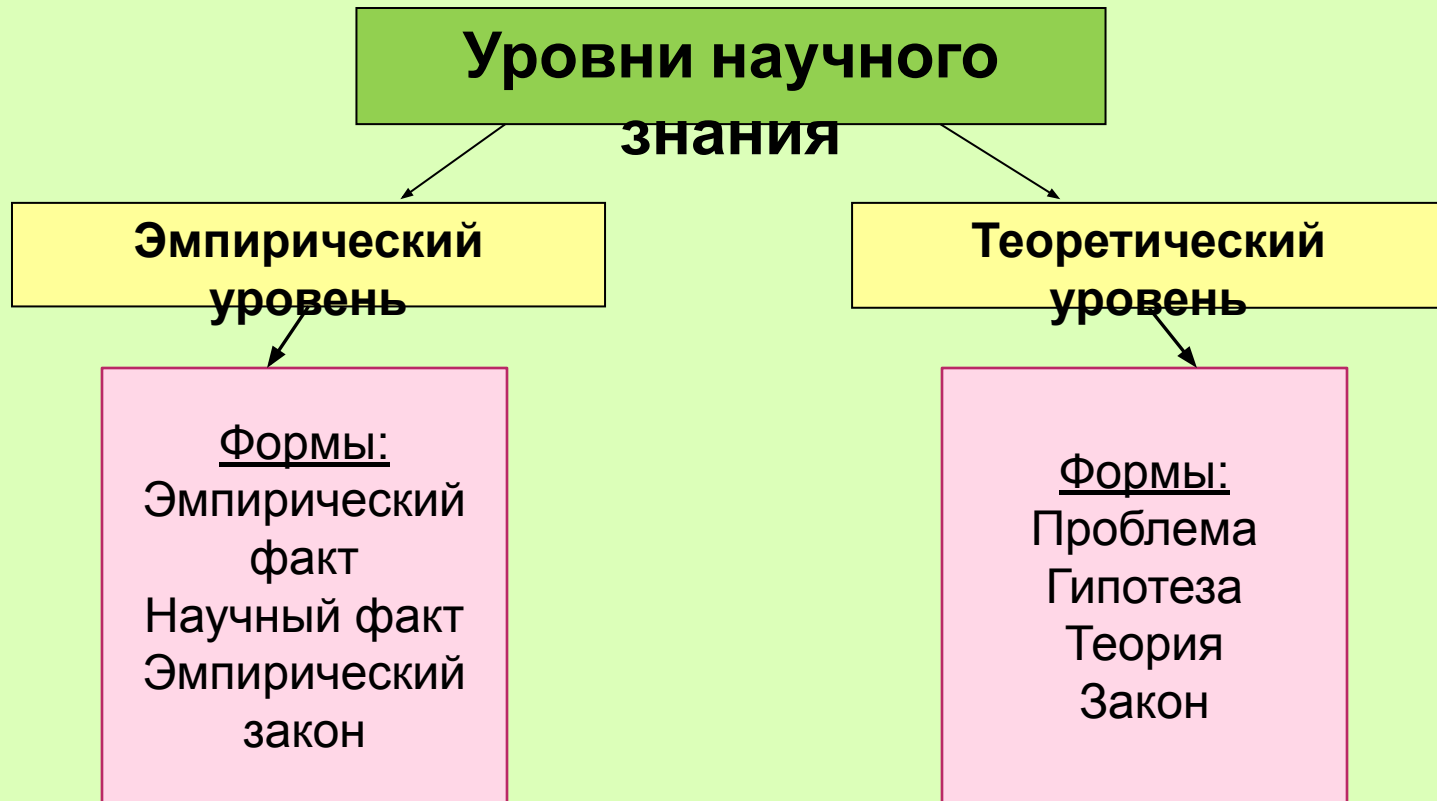 Уровни научного
знания
Эмпирический
уровень
Теоретический
уровень
Формы:
Эмпирический
факт
Научный факт
Эмпирический
закон
Формы:
Проблема
Гипотеза
Теория
Закон